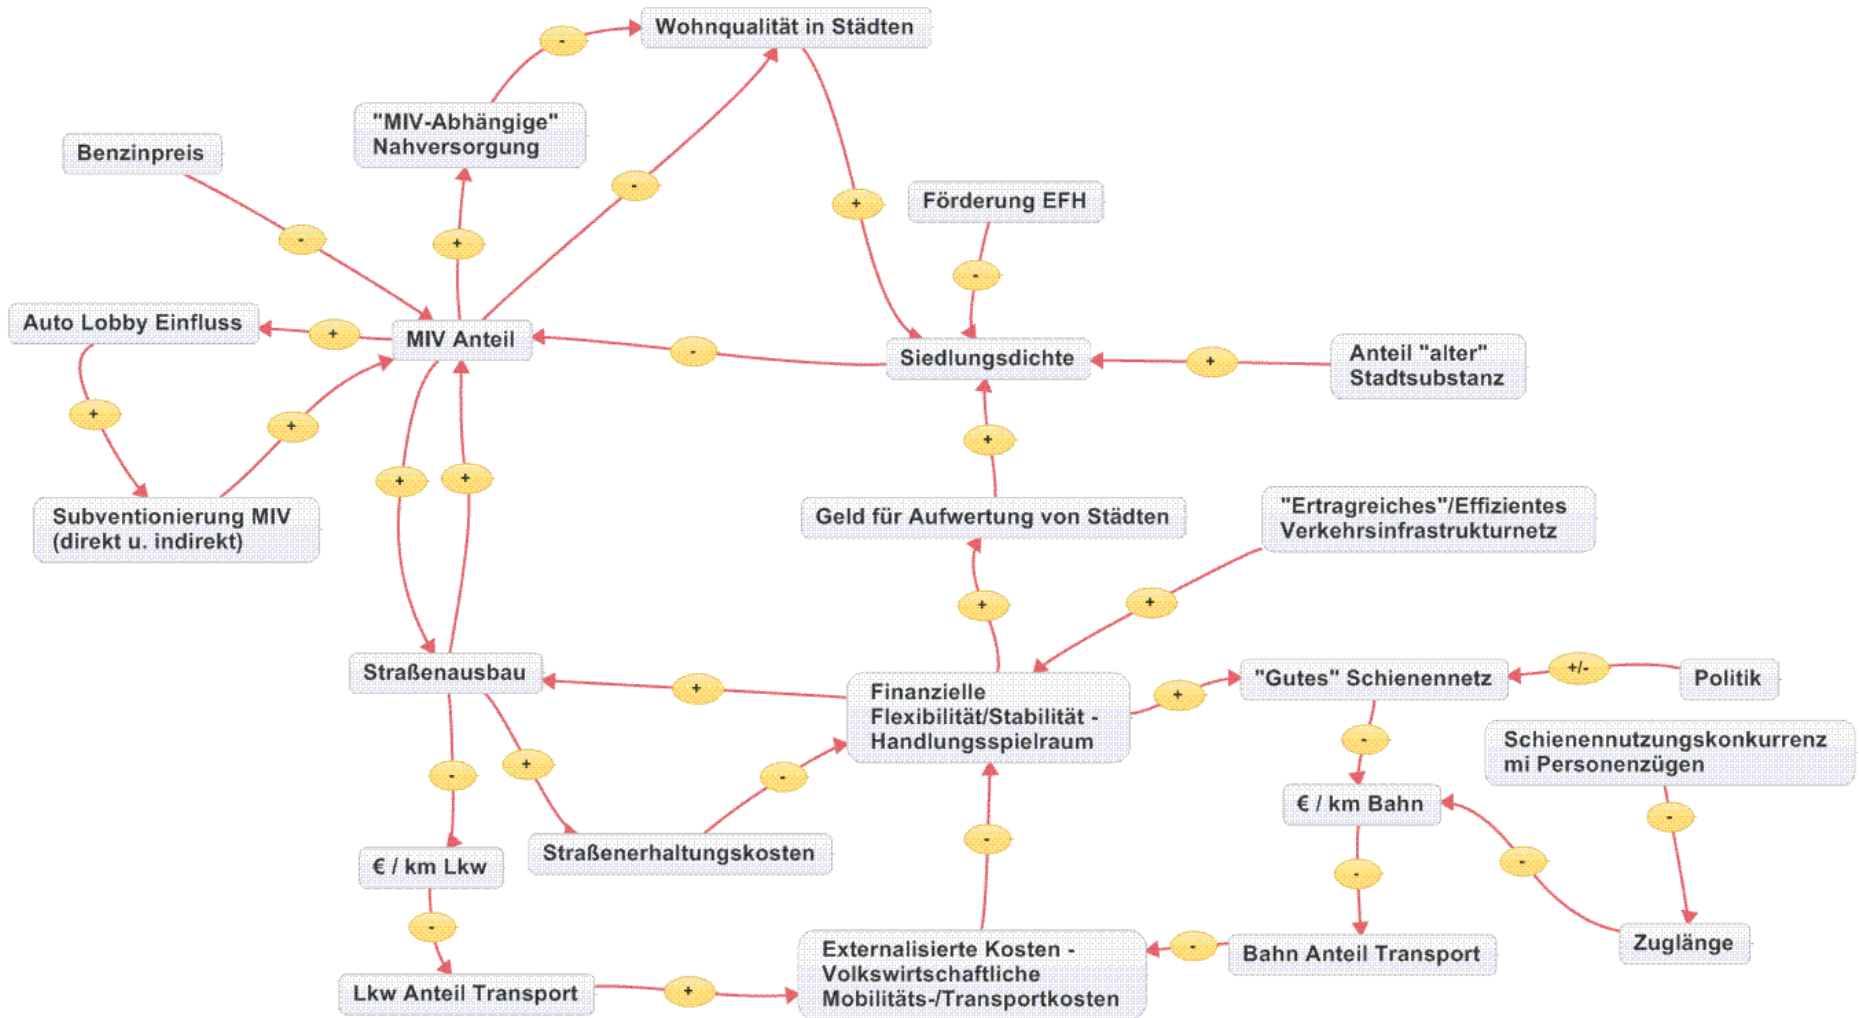 Wohnqualität in Städten
-
"MIV-Abhängige"
Nahversorgung
Benzinpreis
-
-
+
Förderung EFH
+
-
-
Auto Lobby Einfluss
+
MIV Anteil
-
Siedlungsdichte
+
Anteil "alter"
Stadtsubstanz
+
+
+
+
+
Subventionierung MIV
(direkt u. indirekt)
Geld für Aufwertung von Städten
"Ertragreiches"/Effizientes
Verkehrsinfrastrukturnetz
+
+
Straßenausbau
+
Finanzielle
Flexibilität/Stabilität -
Handlungsspielraum
+
"Gutes" Schienennetz
+/-
Politik
-
+
-
-
Schienennutzungskonkurrenz
mi Personenzügen
€ / km Bahn
-
-
€ / km Lkw
Straßenerhaltungskosten
-
-
-
-
Lkw Anteil Transport
+
Externalisierte Kosten -
Volkswirtschaftliche
Mobilitäts-/Transportkosten
-
Bahn Anteil Transport
Zuglänge